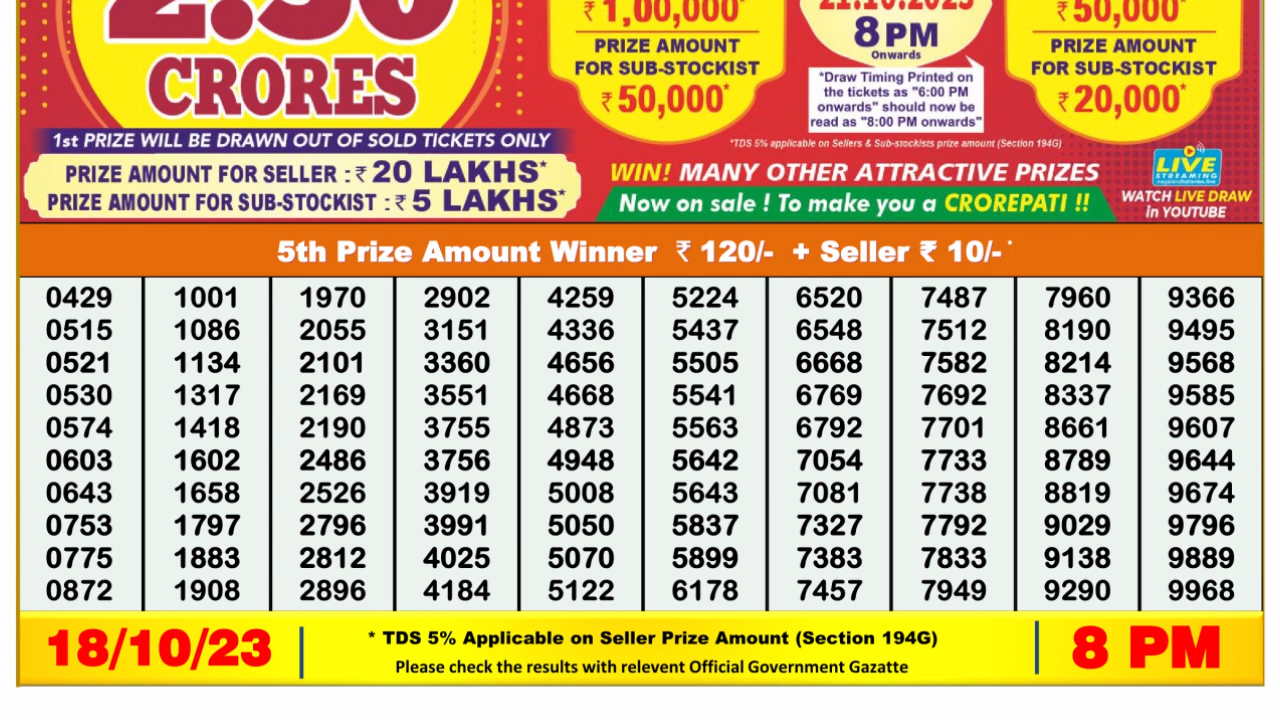 2.50
CRORES
1st PRIZE WILL BE DRAWN OUT OF SOLD TICKETS ONLY
PRIZE AMOUNT FOR SELLER : ₹ 20 LAKHS*
PRIZE AMOUNT FOR SUB-STOCKIST : ₹ 5 LAKHS*
₹ 1,00,000*
PRIZE AMOUNT
FOR SUB-STOCKIST
₹ 50,000*
21.10.2023
8 PM
Onwards
*Draw Timing Printed on
the tickets as "6:00 PM
onwards" should now be
read as "8:00 PM onwards"
₹ 50,000*
PRIZE AMOUNT
FOR SUB-STOCKIST
₹ 20,000*
*TDS 5% applicable on Sellers & Sub-stockists prize amount (Section 194G)
WIN! MANY OTHER ATTRACTIVE PRIZES
Now on sale ! To make you a CROREPATI !!
LIVE
STREAMING
WATCH LIVE DRAW
in YOUTUBE
5th Prize Amount Winner ₹ 120/- + Seller ₹ 10/-*
0429 1001 1970 2902 4259 5224 6520 7487 7960 9366
0515 1086 2055 3151 4336 5437 6548 7512 8190 9495
0521 1134 2101 3360 4656 5505 6668 7582 8214 9568
0530 1317 2169 3551 4668 5541 6769 7692 8337 9585
0574 1418 2190 3755 4873 5563 6792 7701 8661 9607
0603 1602 2486 3756 4948 5642 7054 7733 8789 9644
0643 1658 2526 3919 5008 5643 7081 7738 8819 9674
0753 1797 2796 3991 5050 5837 7327 7792 9029 9796
0775 1883 2812 4025 5070 5899 7383 7833 9138 9889
0872 1908 2896 4184 5122 6178 7457 7949 9290 9968
18/10/23
* TDS 5% Applicable on Seller Prize Amount (Section 194G)
Please check the results with relevent Official Government Gazatte
8 PM